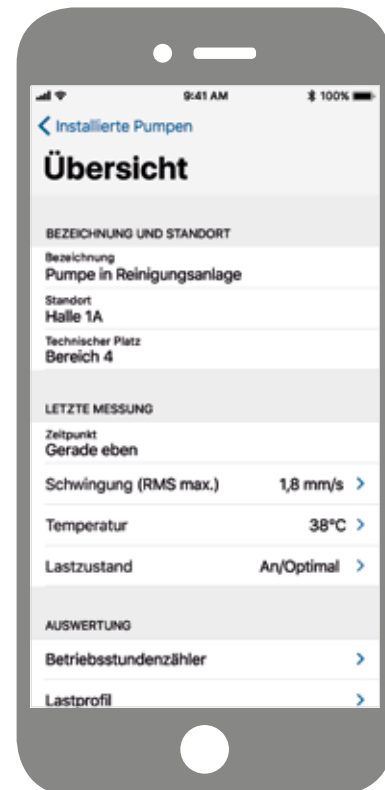 9:41 AM
100%
Installierte Pumpen
Übersicht
BEZEICHNUNG UND STANDORT
Bezeichnung
Pumpe in Reinigungsanlage
Standort
Halle 1A
Technischer Platz
Bereich 4
LETZTE MESSUNG
Zeitpunkt
Gerade eben
Schwingung (RMS max.) 1,8 mm/s
Temperatur 38°C
Lastzustand An/Optimal
AUSWERTUNG
Betriebsstundenzähler
Lastprofil